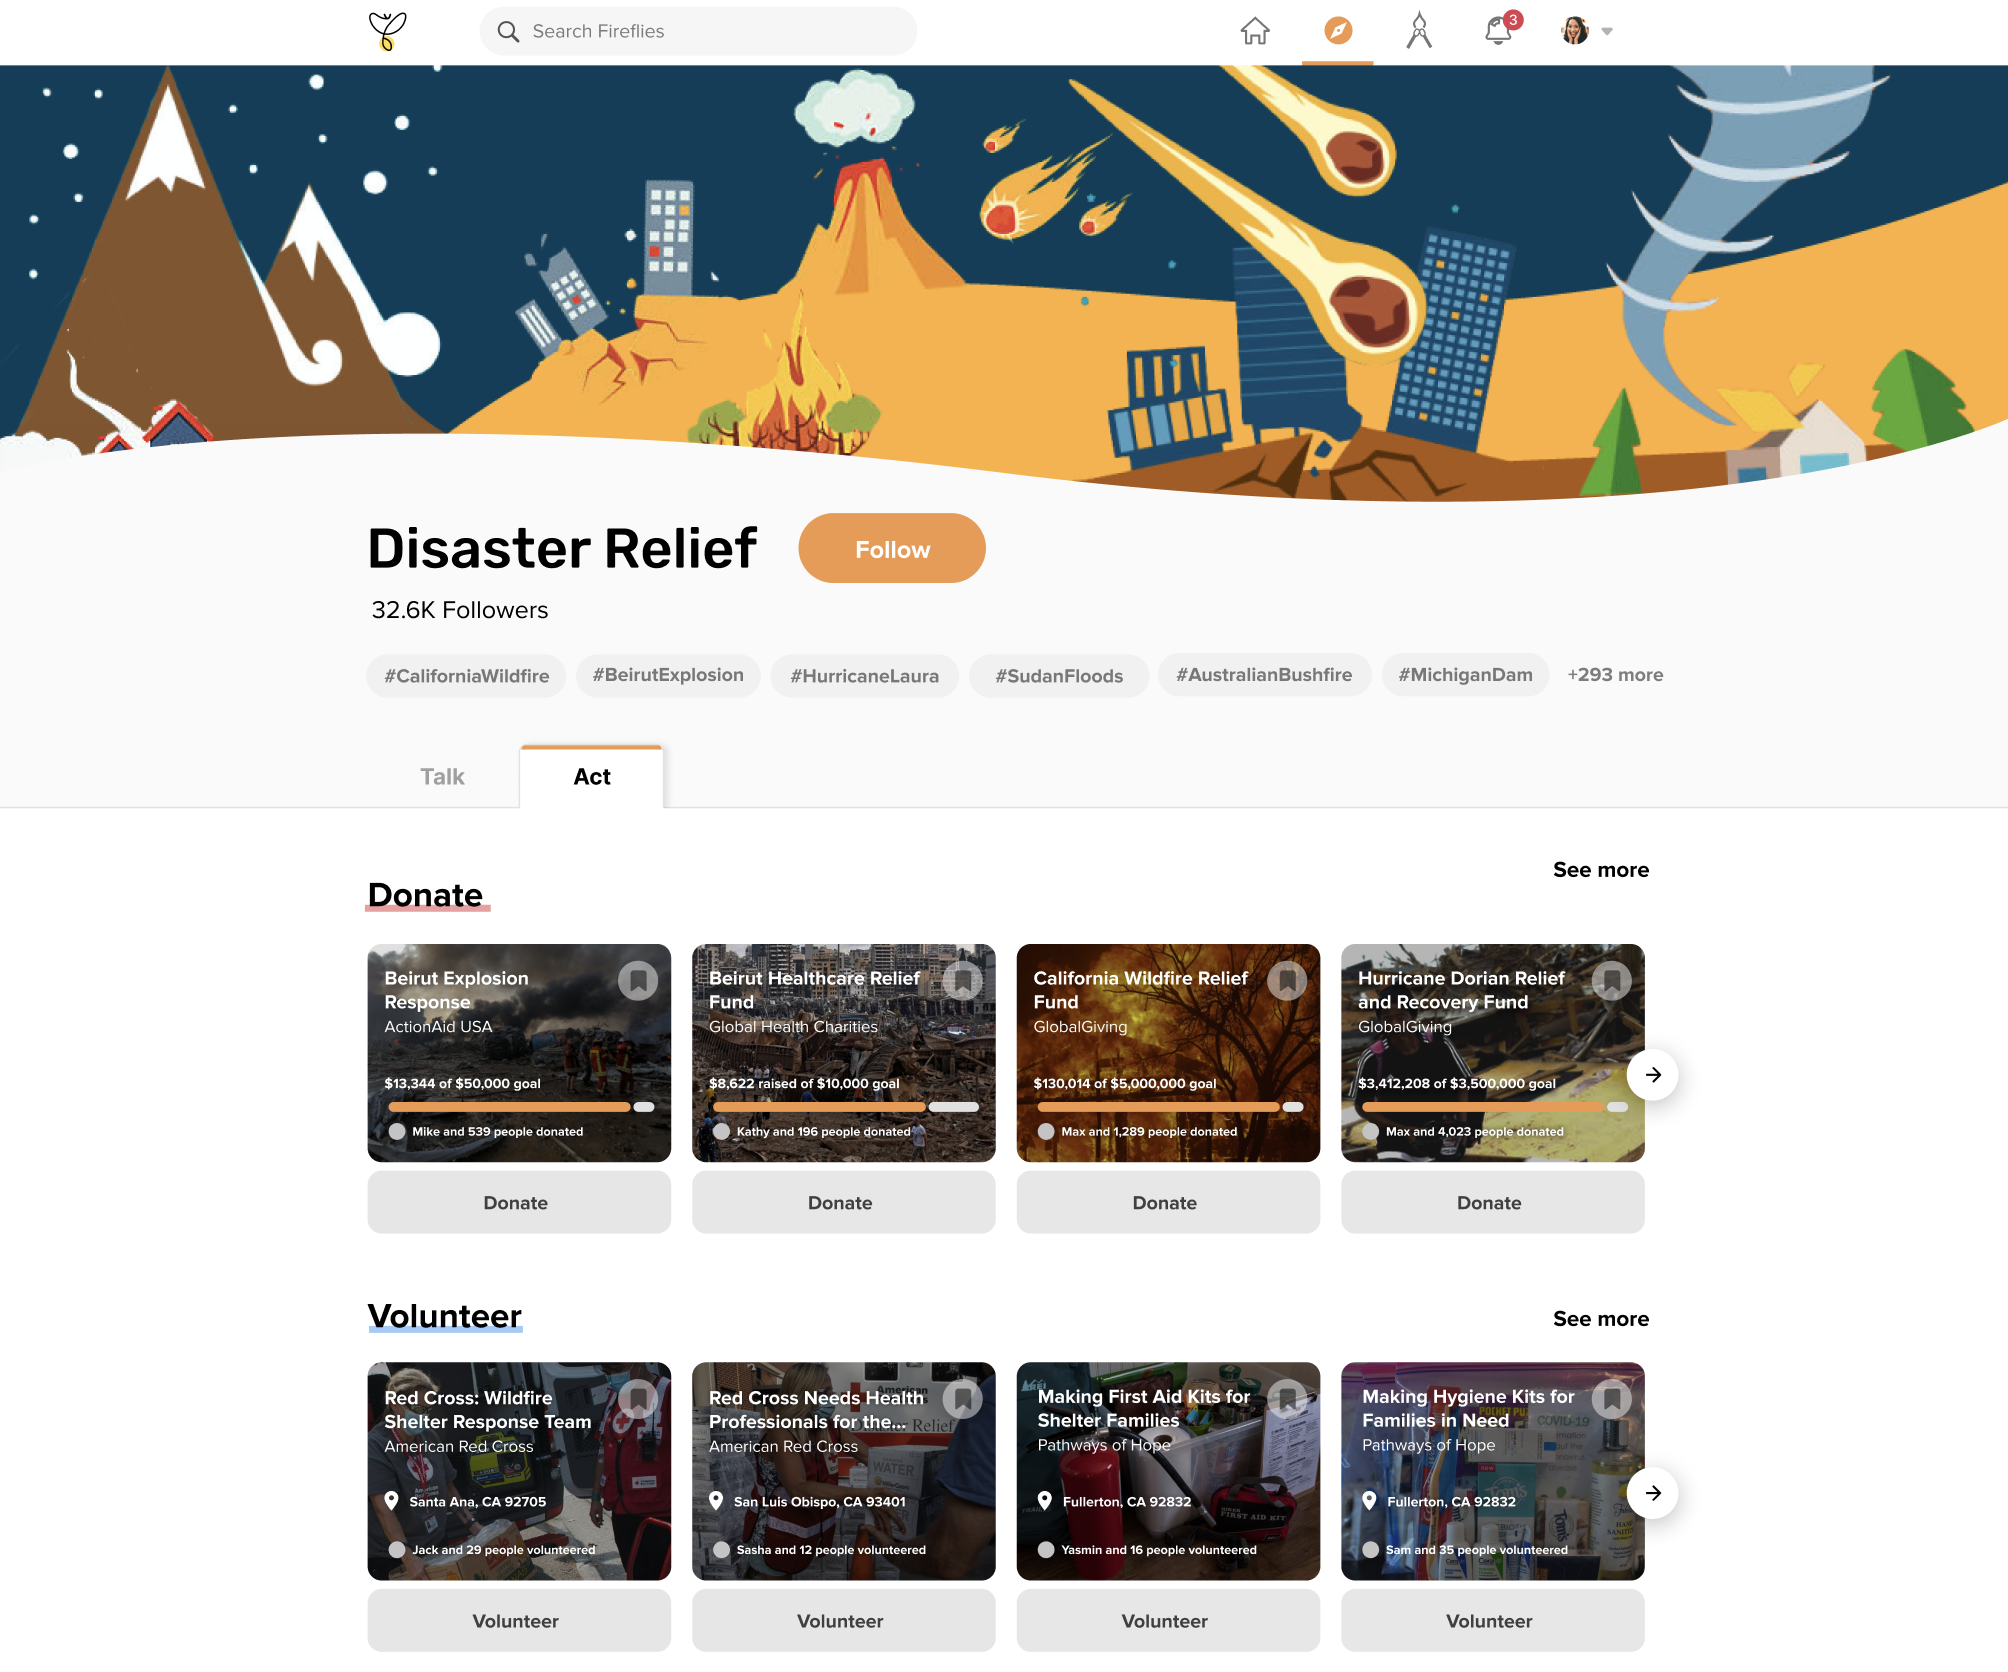 Search Fireflies
3
Disaster Relief
Follow
32.6K Followers
#CaliforniaWildfire
#BeirutExplosion
#HurricaneLaura
#SudanFloods
#AustralianBushfire
#MichiganDam
+293 more
Talk
Act
See more
Donate
Beirut Explosion
Response
ActionAid USA
$13,344 of $50,000 goal
Mike and 539 people donated
Donate
Beirut Healthcare Relief
Fund
Global Health Charities
$8,622 raised of $10,000 goal
Kathy and 196 people donated
Donate
California Wildfire Relief
Fund
GlobalGiving
$130,014 of $5,000,000 goal
Max and 1,289 people donated
Donate
Hurricane Dorian Relief
and Recovery Fund
GlobalGiving
$3,412,208 of $3,500,000 goal
Max and 4,023 people donated
Donate
Volunteer
See more
Red Cross: Wildfire
Shelter Response Team
American Red Cross
Santa Ana, CA 92705
Jack and 29 people volunteered
Volunteer
Red Cross Needs Health
Professionals for the...
American Red Cross
WATER
San Luis Obispo, CA 93401
Sasha and 12 people volunteered
Volunteer
Making First Aid Kits for
Shelter Families
Pathways of Hope
Fullerton, CA 92832
FIRST AID KIT
Yasmin and 16 people volunteered
Volunteer
Making Hygiene Kits for
Families in Need
COVID-19
Pathways of Hope
Fullerton, CA 92832
Sam and 35 people volunteered
Volunteer